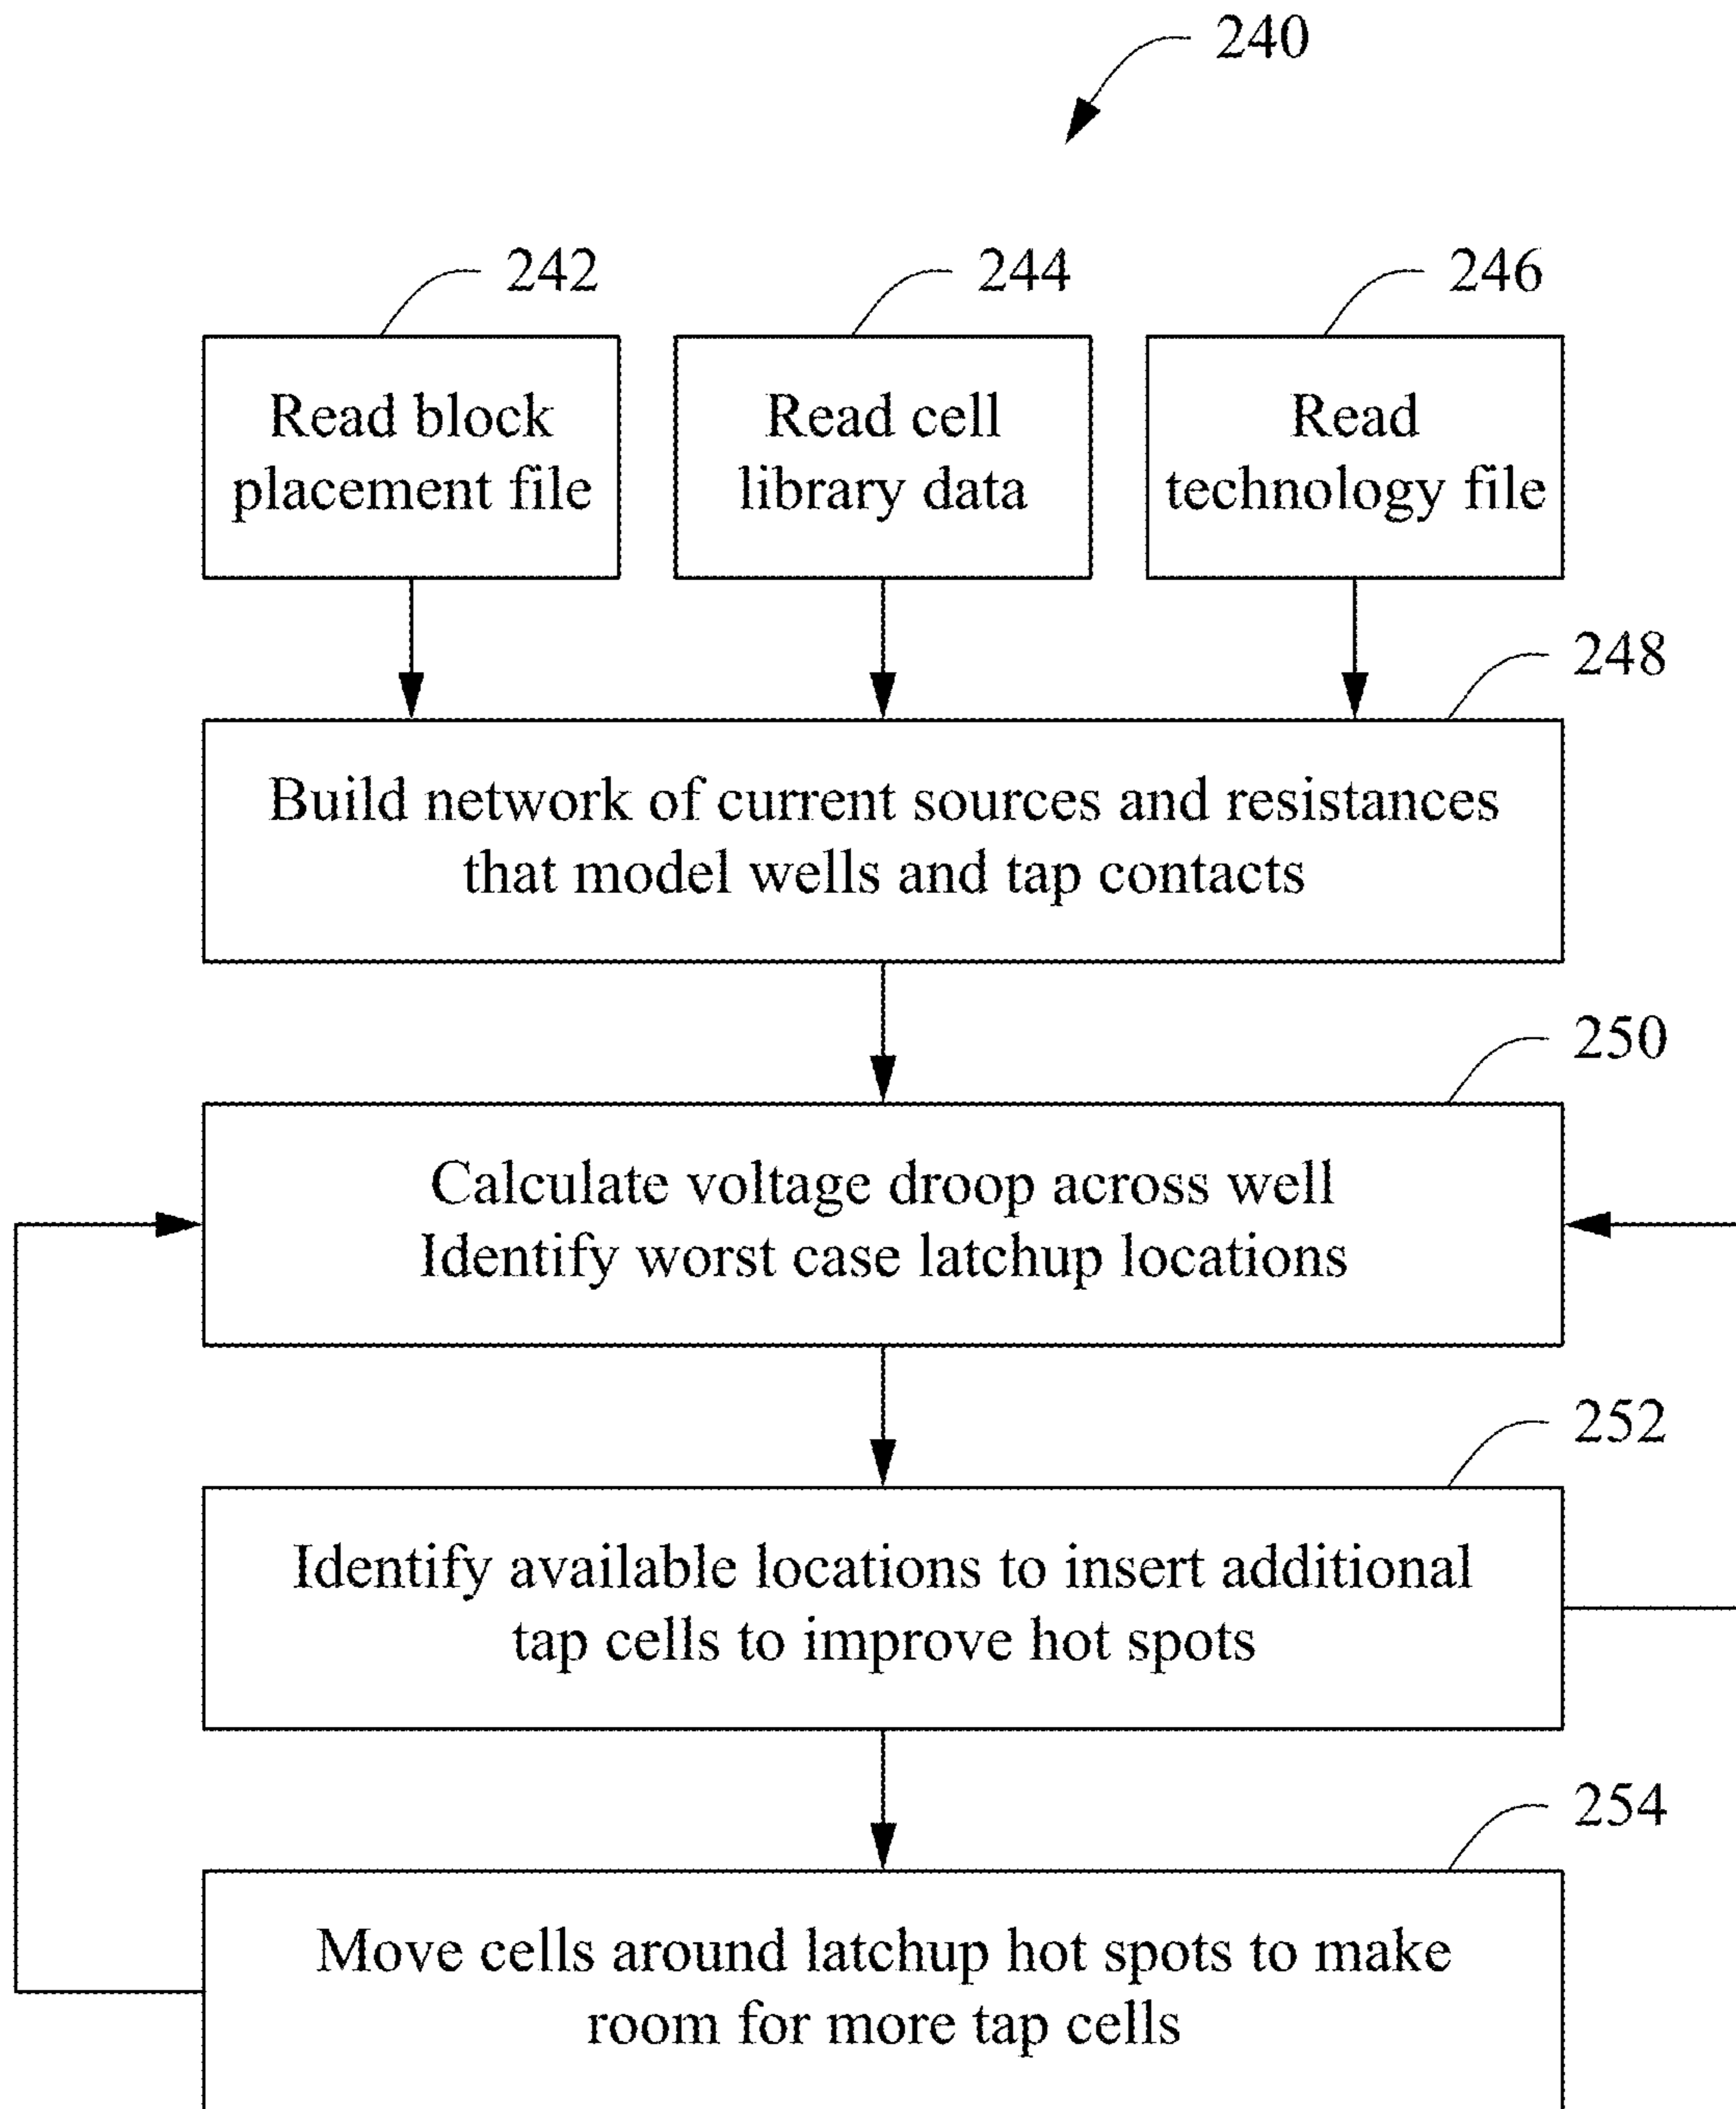 240
242
244
246
Read block
placement file
Read cell
library data
Read
technology file
248
Build network of current sources and resistances
that model wells and tap contacts
250
Calculate voltage droop across well
Identify worst case latchup locations
252
Identify available locations to insert additional
tap cells to improve hot spots
254
Move cells around latchup hot spots to make
room for more tap cells